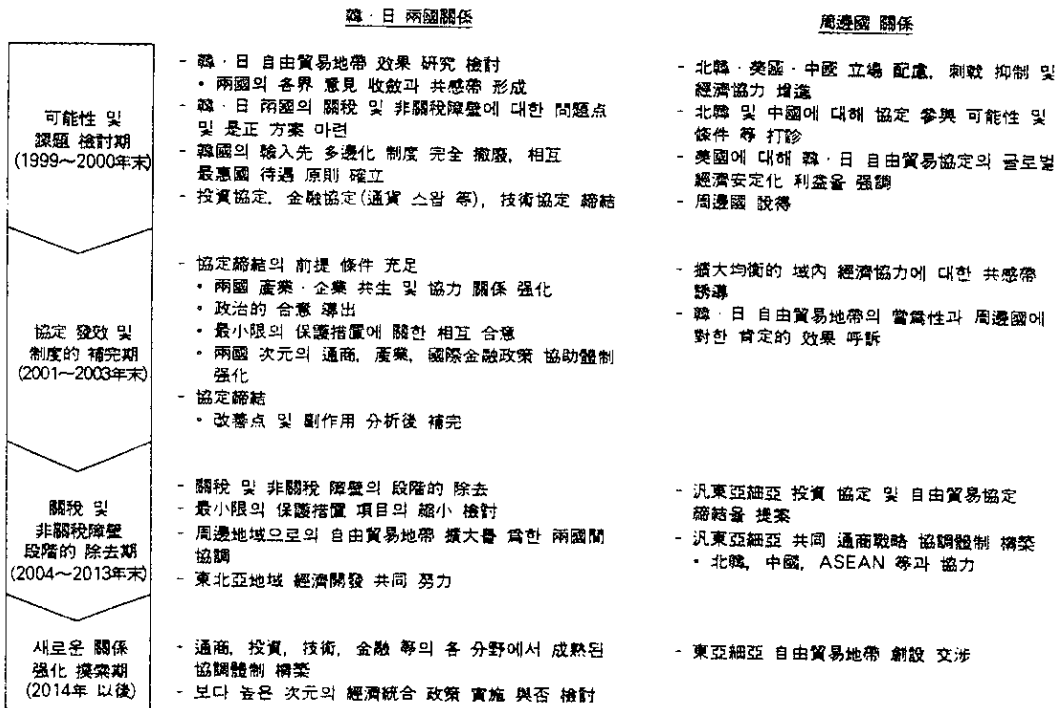 韓·日 兩國關係
周邊國 關係
可能性 및
課題 檢討期
(1999～2000年末)
- 韓·日 自由貿易地帶 效果 硏究 檢討
• 兩國의 各界 意見 收斂과 共感帶 形成
- 韓·日 兩國의 關稅 및 非關稅障壁에 대한 問題点
및 是正 方案 마련
- 韓國의 輸入先 多邊化 制度 完全 撤廢, 相互
最惠國 待遇 原則 確立
- 投資協定, 金融協定(通貨 스왑 等), 技術協定 締結
- 北韓·美國·中國 立場 配慮, 刺戟 抑制 및
經濟協力 增進
- 北韓 및 中國에 대해 協定 參與 可能性 및
條件 等 打診
- 美國에 대해 韓·日 自由貿易協定의 글로벌
經濟安定化 利益을 强調
- 周邊國 說得
協定 發效 및
制度的 補完期
(2001～2003年末)
- 協定締結의 前提 條件 充足
• 兩國 產業·企業 共生 및 協力 關係 强化
• 政治的 合意 導出
• 最小限의 保護措置에 關한 相互 合意
• 兩國 次元의 通商, 產業, 國際金融政策 協助體制
强化
- 協定締結
• 改善点 및 副作用 分析後 補完
- 擴大均衡的 域內 經濟協力에 대한 共感帶
誘導
- 韓·日 自由貿易地帶의 當爲性과 周邊國에
對한 肯定的 效果 呼訴
關稅 및
非關稅障壁
段階的 除去期
(2004～2013年末)
- 關稅 및 非關稅 障壁의 段階的 除去
- 最小限의 保護措置 項目의 縮小 檢討
- 周邊地域으로의 自由貿易地帶 擴大를 爲한 兩國間
協調
- 東北亞地域 經濟開發 共同 努力
- 汎東亞細亞 投資 協定 및 自由貿易協定
締結을 提案
- 汎東亞細亞 共同 通商戰略 協調體制 構築
• 北韓, 中國, ASEAN 等과 協力
새로운 關係
强化 摸索期
(2014年 以後)
- 通商, 投資, 技術, 金融 等의 各 分野에서 成熟된
協調體制 構築
- 보다 높은 次元의 經濟統合 政策 實施 與否 檢討
- 東亞細亞 自由貿易地帶 創設 交涉